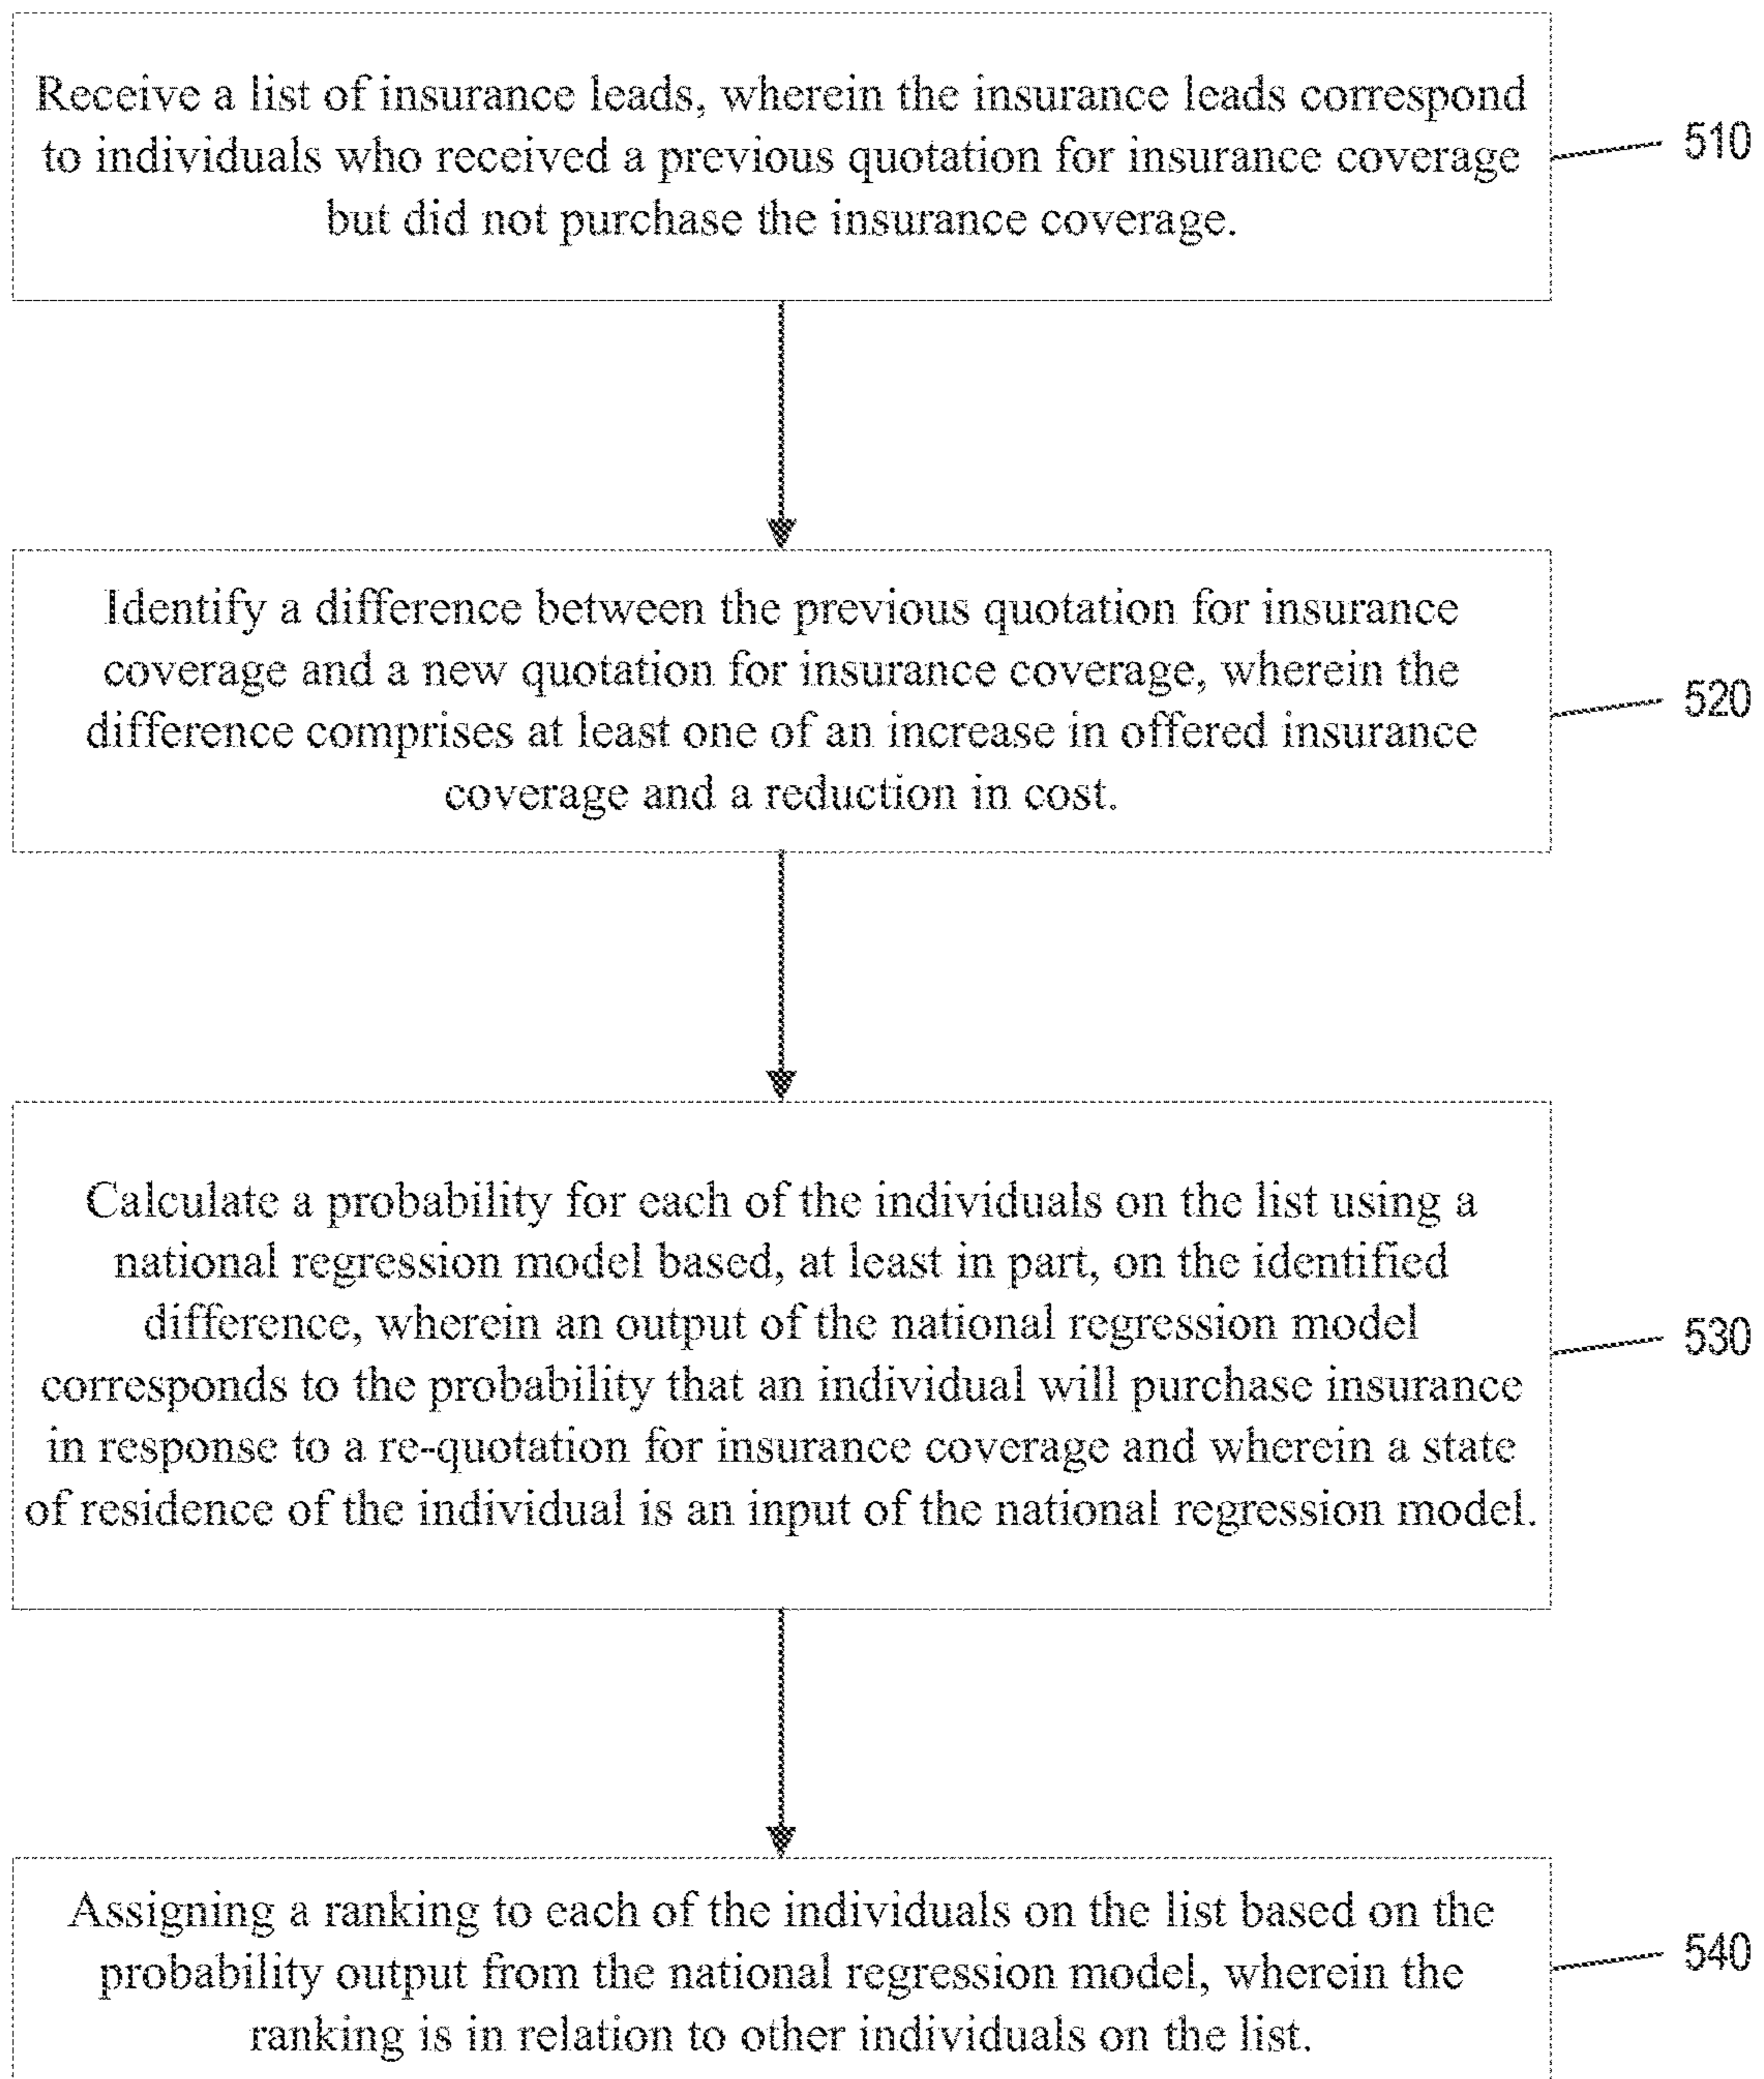 Receive a list of insurance leads, wherein the insurance leads correspond
to individuals who received a previous quotation for insurance coverage
but did not purchase the insurance coverage.
510
Identify a difference between the previous quotation for insurance
coverage and a new quotation for insurance coverage, wherein the
difference comprises at least one of an increase in offered insurance
coverage and a reduction in cost.
520
Calculate a probability for each of the individuals on the list using a
national regression model based, at least in part, on the identified
difference, wherein an output of the national regression model
corresponds to the probability that an individual will purchase insurance
in response to a re-quotation for insurance coverage and wherein a state
of residence of the individual is an input of the national regression model.
530
Assigning a ranking to each of the individuals on the list based on the
probability output from the national regression model, wherein the
ranking is in relation to other individuals on the list.
540